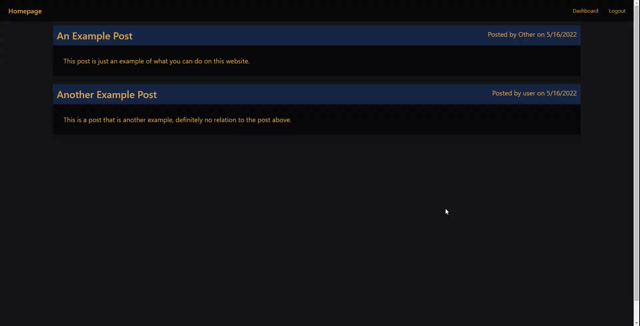 Homepage Dashboard Logout
An Example Post Posted by Other on 5/16/2022
This post is just an example of what you can do on this website.
Another Example Post Posted by user on 5/16/2022
This is a post that is another example, definitely no relation to the post above.